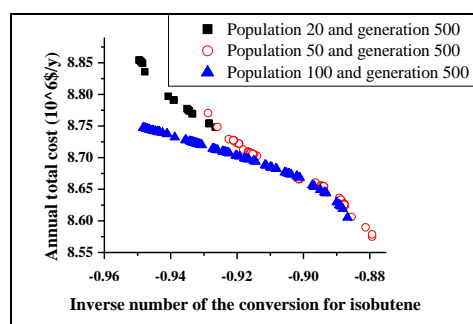 Population 20 and generation 500
Population 50 and generation 500
Population 100 and generation 500
Annual total cost (10^6$/y)
8.85
8.80
8.75
8.70
8.65
8.60
8.55
-0.96 -0.94 -0.92 -0.90 -0.88
Inverse number of the conversion for isobutene